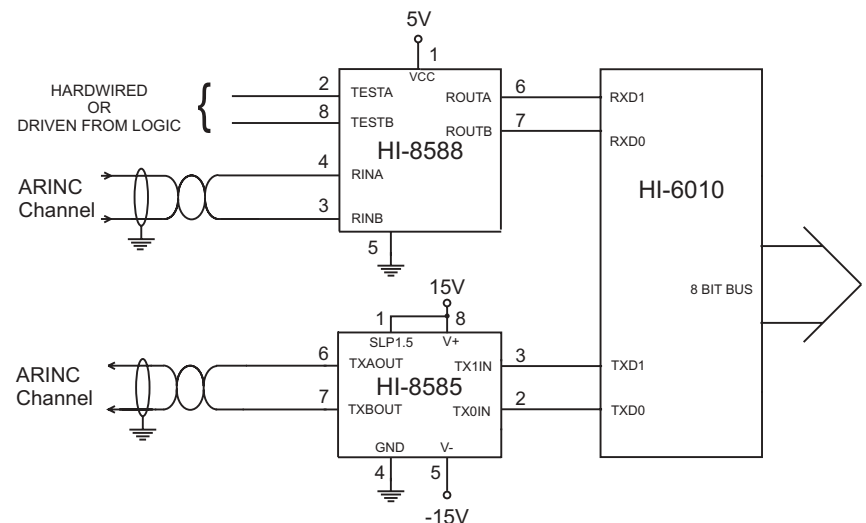 5V
1
VCC
HARDWIRED
OR
DRIVEN FROM LOGIC
{
2
TESTA
8
TESTB
ROUTA
6
RXD1
ROUTB
7
RXD0
HI-8588
HI-6010
ARINC
Channel
4
RINA
3
RINB
5
8 BIT BUS
15V
1
8
SLP1.5
V+
ARINC
Channel
6
TXAOUT
TX1IN
3
TXD1
HI-8585
7
TXBOUT
TX0IN
2
TXD0
GND
V-
4
5
-15V